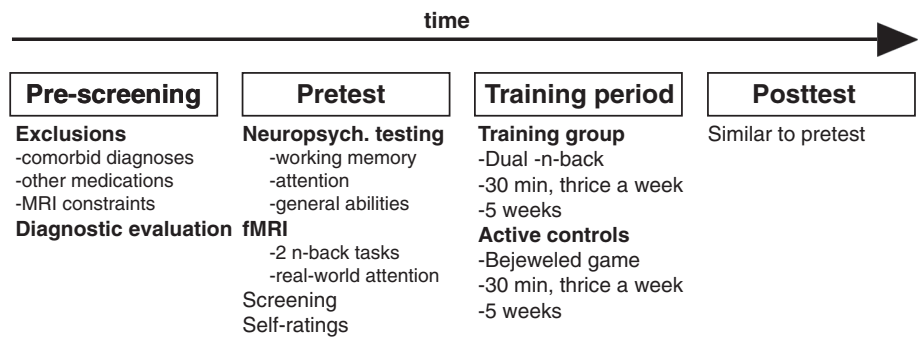 time
Pre-screening
Exclusions
-comorbid diagnoses
-other medications
-MRI constraints
Diagnostic evaluation
Pretest
Neuropsych. testing
-working memory
-attention
-general abilities
fMRI
-2 n-back tasks
-real-world attention
Screening
Self-ratings
Training period
Training group
-Dual -n-back
-30 min, thrice a week
-5 weeks
Active controls
-Bejeweled game
-30 min, thrice a week
-5 weeks
Posttest
Similar to pretest